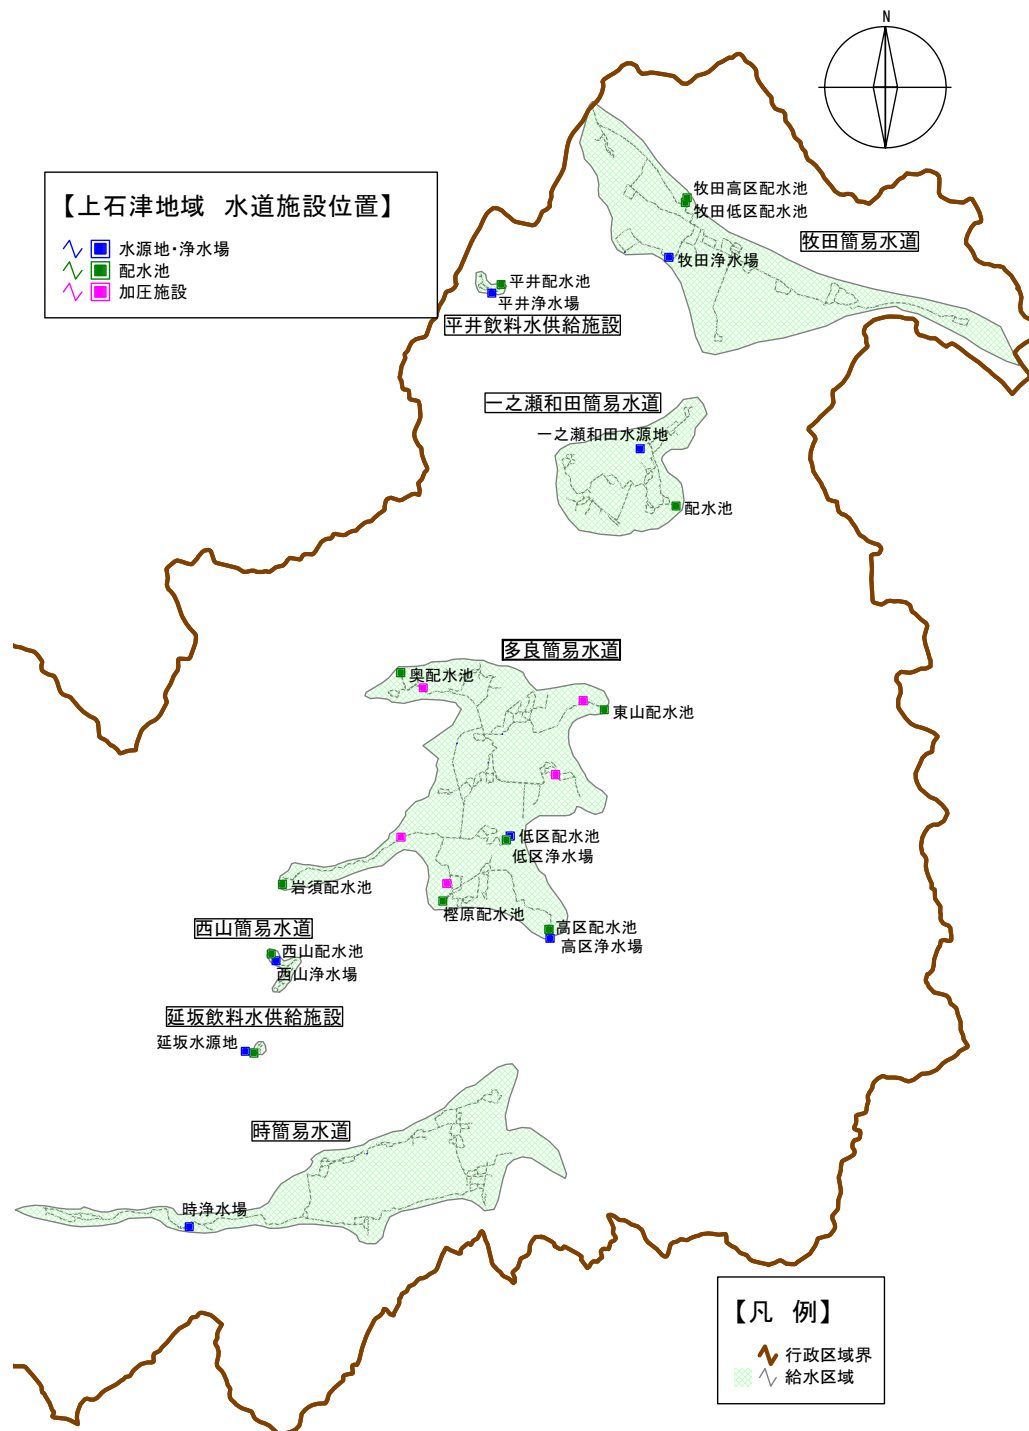 N
【上石津地域 水道施設位置】
水源地・浄水場
配水池
加圧施設
牧田高区配水池
牧田低区配水池
牧田簡易水道
牧田浄水場
平井配水池
平井浄水場
平井飲料水供給施設
一之瀬和田簡易水道
一之瀬和田水源地
配水池
多良簡易水道
奥配水池
東山配水池
低区配水池
低区浄水場
岩須配水池
樫原配水池
高区配水池
高区浄水場
西山簡易水道
西山配水池
西山浄水場
延坂飲料水供給施設
延坂水源地
時簡易水道
時浄水場
【凡 例】
行政区域界
給水区域